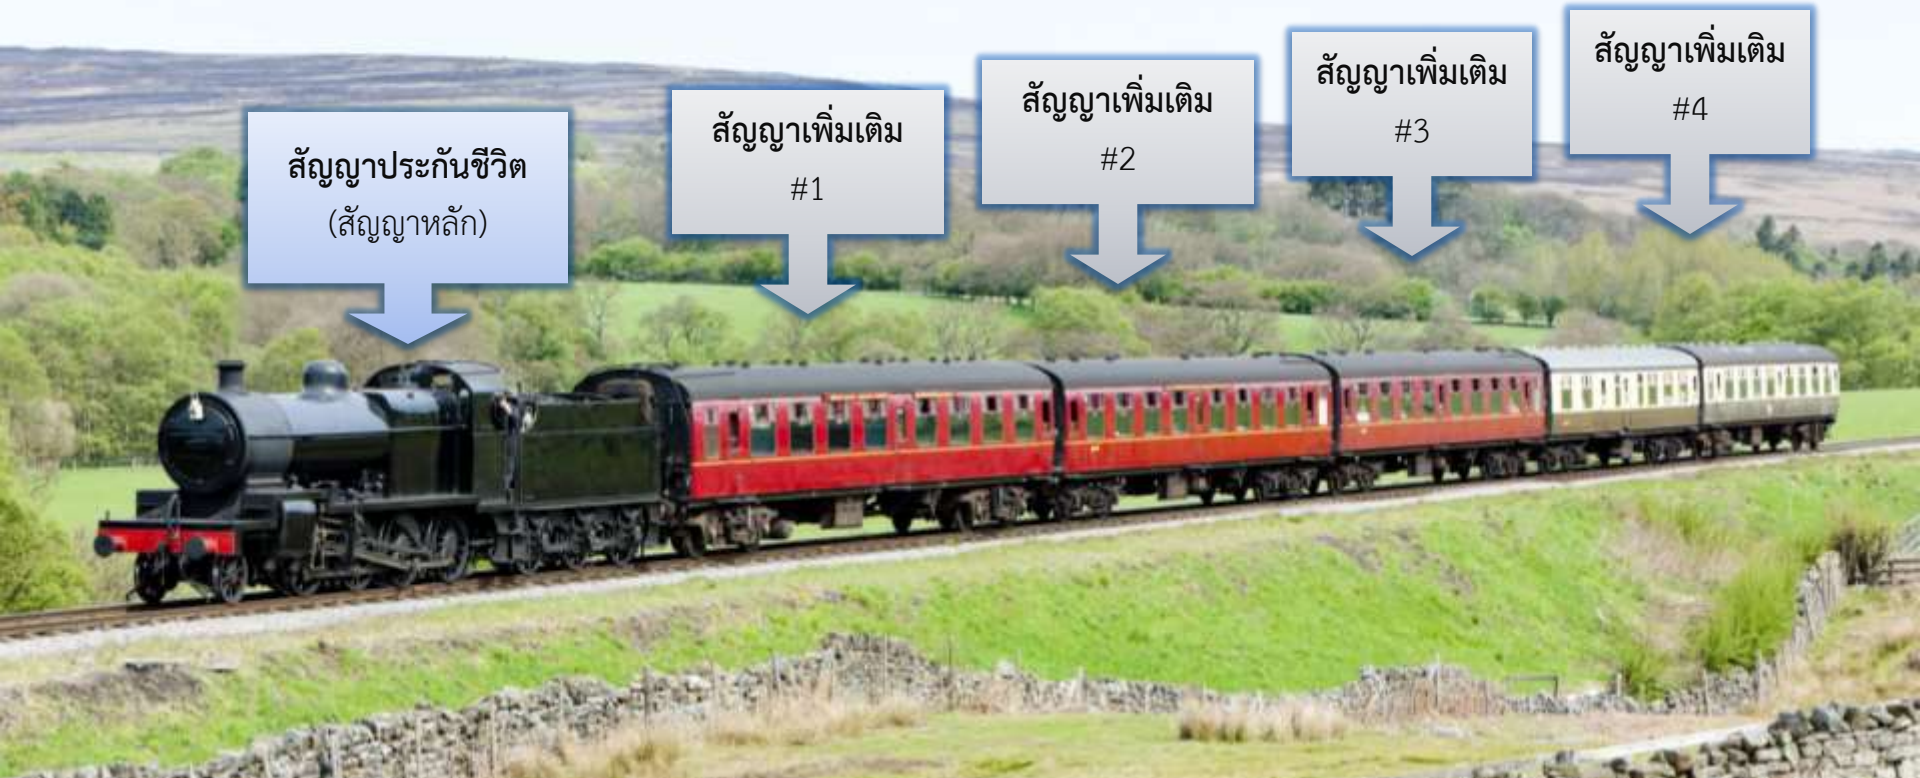 สัญญาประกันชีวิต
(สัญญาหลัก)
สัญญาเพิ่มเติม
#1
สัญญาเพิ่มเติม
#2
สัญญาเพิ่มเติม
#3
สัญญาเพิ่มเติม
#4